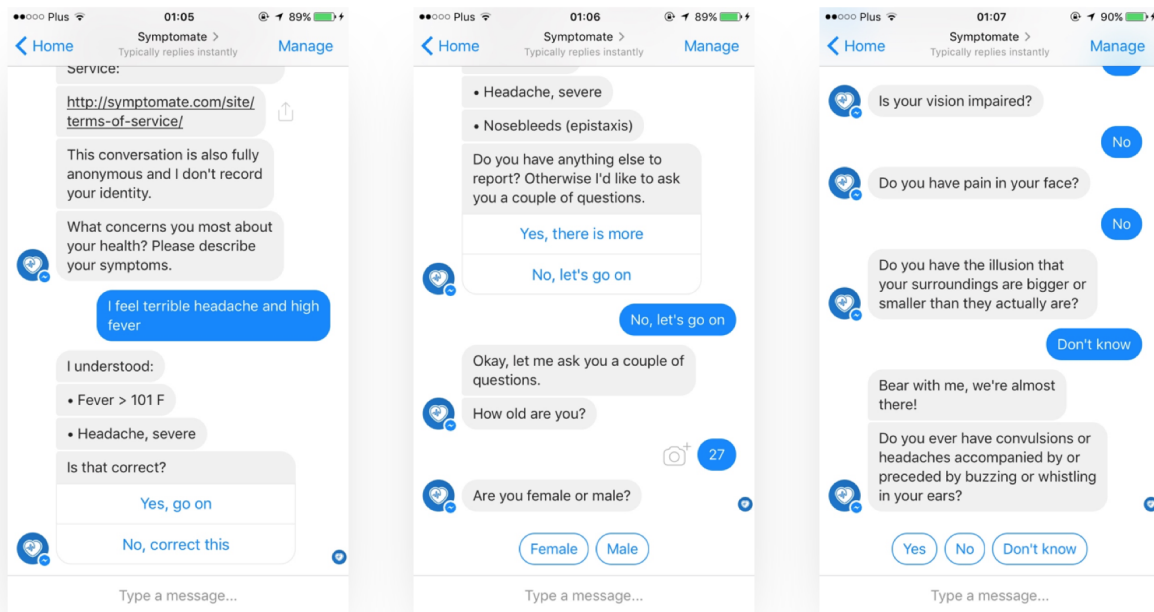 Plus 01:05 89%
Home Symptomate > Manage
Typically replies instantly
Service:
http://symptomate.com/site/
terms-of-service/
This conversation is also fully
anonymous and I don't record
your identity.
What concerns you most about
your health? Please describe
your symptoms.
I feel terrible headache and high
fever
I understood:
• Fever > 101 F
• Headache, severe
Is that correct?
Yes, go on
No, correct this
Type a message...
Plus 01:06 89%
Home Symptomate > Manage
Typically replies instantly
• Headache, severe
• Nosebleeds (epistaxis)
Do you have anything else to
report? Otherwise I'd like to ask
you a couple of questions.
Yes, there is more
No, let's go on
No, let's go on
Okay, let me ask you a couple of
questions.
How old are you?
27
Are you female or male?
Female Male
Type a message...
Plus 01:07 90%
Home Symptomate > Manage
Typically replies instantly
Is your vision impaired?
No
Do you have pain in your face?
No
Do you have the illusion that
your surroundings are bigger or
smaller than they actually are?
Don't know
Bear with me, we're almost
there!
Do you ever have convulsions or
headaches accompanied by or
preceded by buzzing or whistling
in your ears?
Yes No Don't know
Type a message...